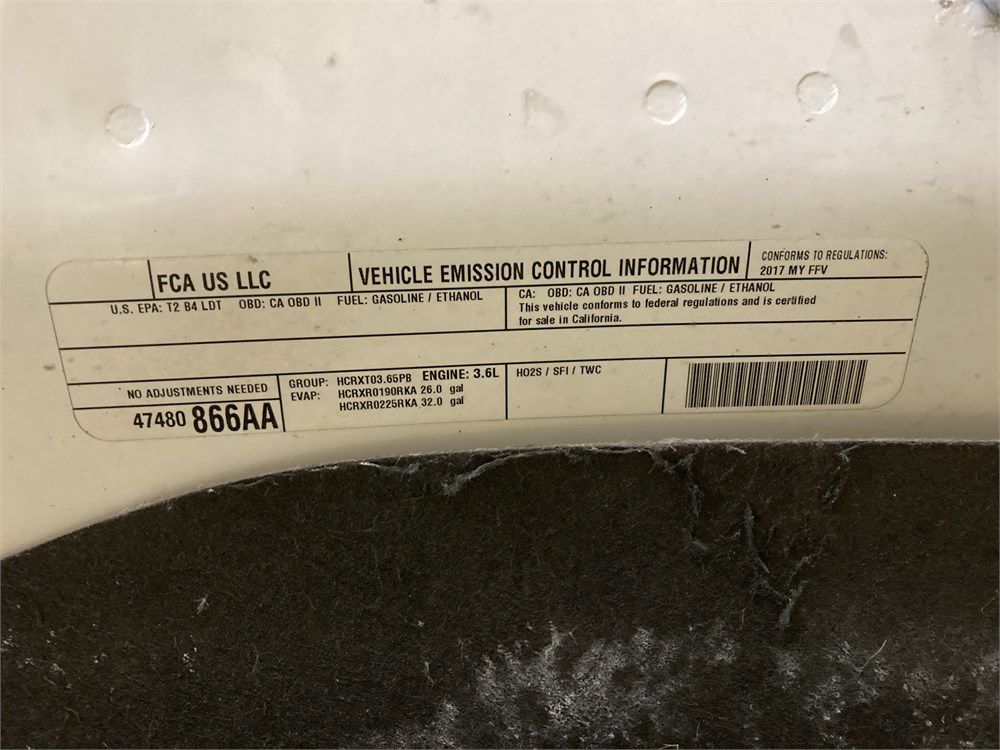 FCA US LLC
VEHICLE EMISSION CONTROL INFORMATION
CONFORMS TO REGULATIONS:
2017 MY FFV
U.S. EPA: T2 B4 LDT OBD: CA OBD II FUEL: GASOLINE / ETHANOL
CA: OBD: CA OBD II FUEL: GASOLINE / ETHANOL
This vehicle conforms to federal regulations and is certified
for sale in California.
NO ADJUSTMENTS NEEDED
47480 866AA
GROUP: HCRXT03.65PB ENGINE: 3.6L
EVAP: HCRXR0190RKA 26.0 gal
HCRXR0225RKA 32.0 gal
HO2S / SFI / TWC